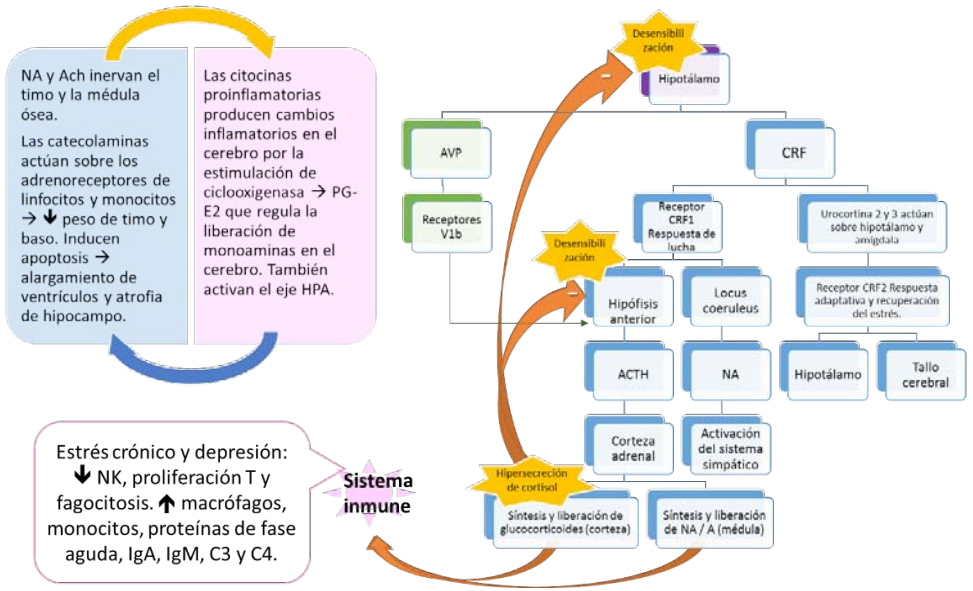 NA y Ach inervan el
timo y la médula
ósea.
Las catecolaminas
actúan sobre los
adrenoreceptores de
linfocitos y monocitos
→ 🡇 peso de timo y
baso. Inducen
apoptosis →
alargamiento de
ventrículos y atrofia
de hipocampo.
Las citocinas
proinflamatorias
producen cambios
inflamatorios en el
cerebro por la
estimulación de
ciclooxigenasa → PG-
E2 que regula la
liberación de
monoaminas en el
cerebro. También
activan el eje HPA.
Desensibili
zación
-
Hipotálamo
AVP
CRF
Receptores
V1b
Receptor
CRF1
Respuesta de
lucha
Urocortina 2 y 3 actúan
sobre hipotálamo y
amigdala
Desensibili
zación
-
Hipófisis
anterior
Locus
coeruleus
Receptor CRF2 Respuesta
adaptativa y recuperación
del estrés.
ACTH
NA
Hipotálamo
Tallo
cerebral
Corteza
adrenal
Activación
del sistema
simpático
Hipersecreción
de cortisol
Síntesis y liberación de
glucocorticoides (corteza)
Síntesis y liberación
de NA / A (médula)
Estrés crónico y depresión:
🡇 NK, proliferación T y
fagocitosis. 🡅 macrófagos,
monocitos, proteínas de fase
aguda, IgA, IgM, C3 y C4.
Sistema
inmune